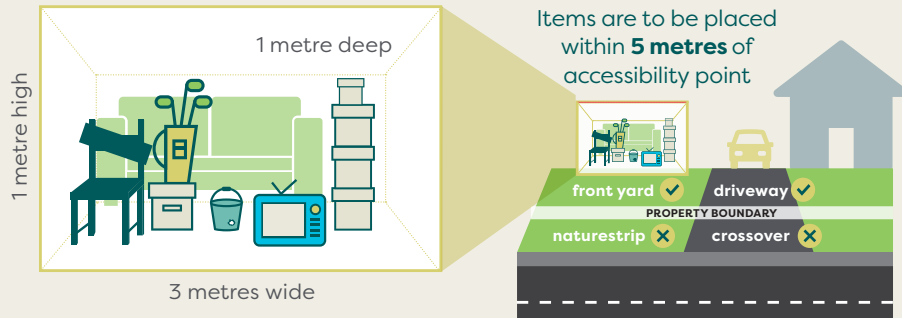 1 metre high
1 metre deep
3 metres wide
Items are to be placed
within 5 metres of
accessibility point
front yard
driveway
PROPERTY BOUNDARY
naturestrip
crossover